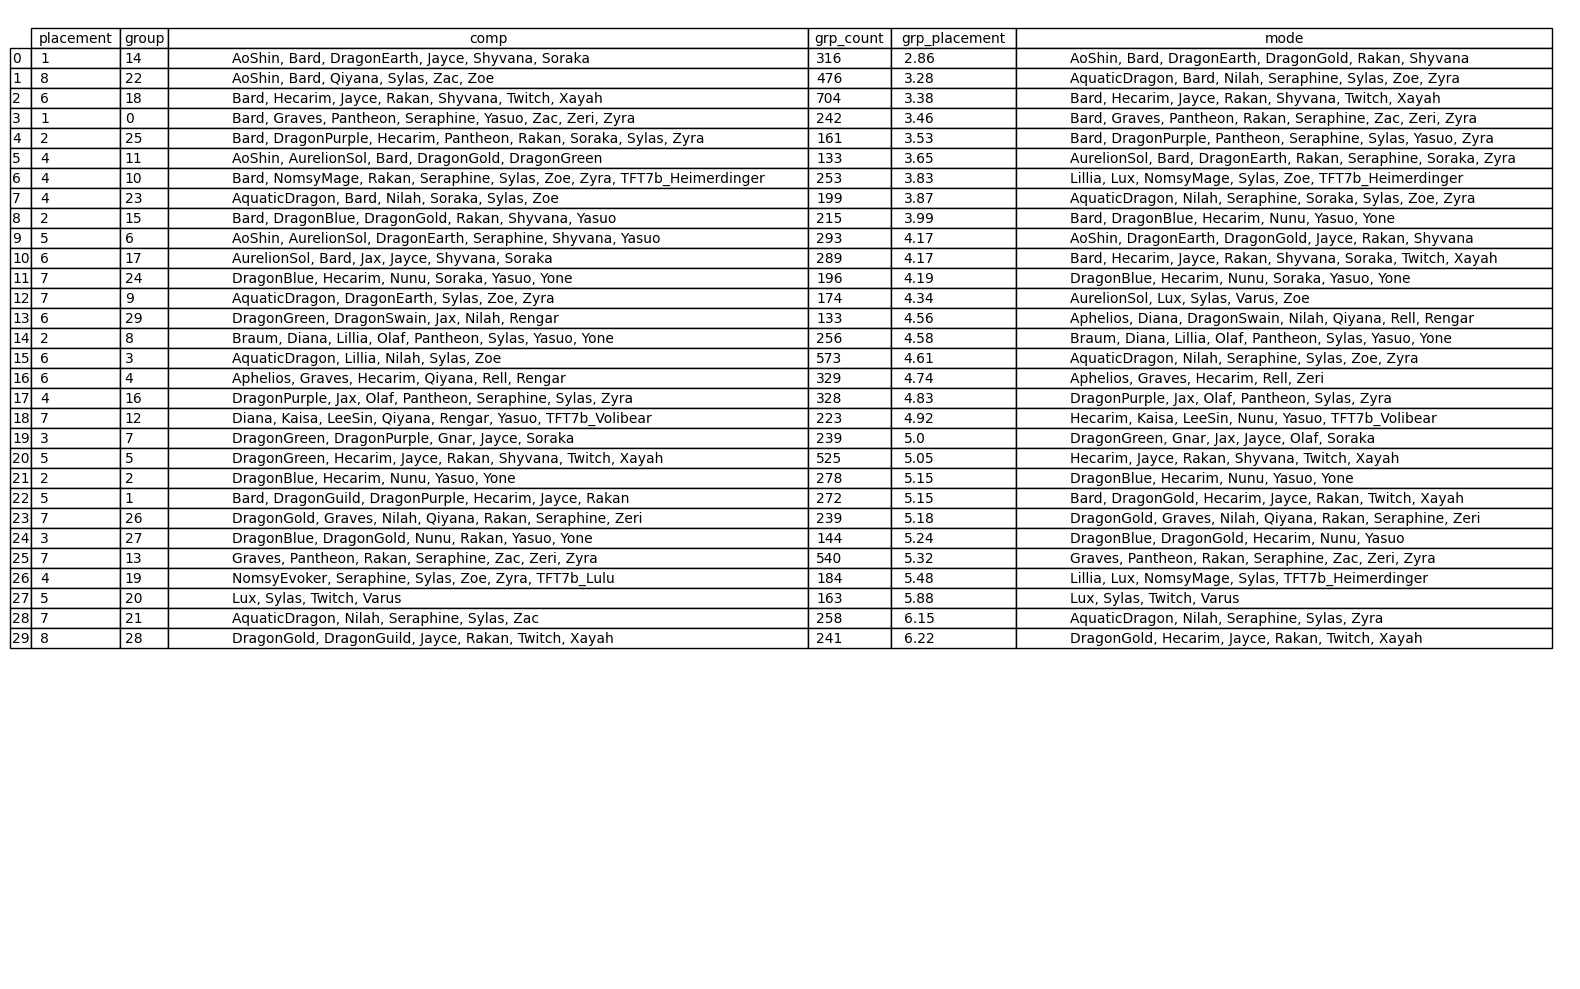 placement group comp grp_count grp_placement mode
0 1 14 AoShin, Bard, DragonEarth, Jayce, Shyvana, Soraka 316 2.86 AoShin, Bard, DragonEarth, DragonGold, Rakan, Shyvana
1 8 22 AoShin, Bard, Qiyana, Sylas, Zac, Zoe 476 3.28 AquaticDragon, Bard, Nilah, Seraphine, Sylas, Zoe, Zyra
2 6 18 Bard, Hecarim, Jayce, Rakan, Shyvana, Twitch, Xayah 704 3.38 Bard, Hecarim, Jayce, Rakan, Shyvana, Twitch, Xayah
3 1 0 Bard, Graves, Pantheon, Seraphine, Yasuo, Zac, Zeri, Zyra 242 3.46 Bard, Graves, Pantheon, Rakan, Seraphine, Zac, Zeri, Zyra
4 2 25 Bard, DragonPurple, Hecarim, Pantheon, Rakan, Soraka, Sylas, Zyra 161 3.53 Bard, DragonPurple, Pantheon, Seraphine, Sylas, Yasuo, Zyra
5 4 11 AoShin, AurelionSol, Bard, DragonGold, DragonGreen 133 3.65 AurelionSol, Bard, DragonEarth, Rakan, Seraphine, Soraka, Zyra
6 4 10 Bard, NomsyMage, Rakan, Seraphine, Sylas, Zoe, Zyra, TFT7b_Heimerdinger 253 3.83 Lillia, Lux, NomsyMage, Sylas, Zoe, TFT7b_Heimerdinger
7 4 23 AquaticDragon, Bard, Nilah, Soraka, Sylas, Zoe 199 3.87 AquaticDragon, Nilah, Seraphine, Soraka, Sylas, Zoe, Zyra
8 2 15 Bard, DragonBlue, DragonGold, Rakan, Shyvana, Yasuo 215 3.99 Bard, DragonBlue, Hecarim, Nunu, Yasuo, Yone
9 5 6 AoShin, AurelionSol, DragonEarth, Seraphine, Shyvana, Yasuo 293 4.17 AoShin, DragonEarth, DragonGold, Jayce, Rakan, Shyvana
10 6 17 AurelionSol, Bard, Jax, Jayce, Shyvana, Soraka 289 4.17 Bard, Hecarim, Jayce, Rakan, Shyvana, Soraka, Twitch, Xayah
11 7 24 DragonBlue, Hecarim, Nunu, Soraka, Yasuo, Yone 196 4.19 DragonBlue, Hecarim, Nunu, Soraka, Yasuo, Yone
12 7 9 AquaticDragon, DragonEarth, Sylas, Zoe, Zyra 174 4.34 AurelionSol, Lux, Sylas, Varus, Zoe
13 6 29 DragonGreen, DragonSwain, Jax, Nilah, Rengar 133 4.56 Aphelios, Diana, DragonSwain, Nilah, Qiyana, Rell, Rengar
14 2 8 Braum, Diana, Lillia, Olaf, Pantheon, Sylas, Yasuo, Yone 256 4.58 Braum, Diana, Lillia, Olaf, Pantheon, Sylas, Yasuo, Yone
15 6 3 AquaticDragon, Lillia, Nilah, Sylas, Zoe 573 4.61 AquaticDragon, Nilah, Seraphine, Sylas, Zoe, Zyra
16 6 4 Aphelios, Graves, Hecarim, Qiyana, Rell, Rengar 329 4.74 Aphelios, Graves, Hecarim, Rell, Zeri
17 4 16 DragonPurple, Jax, Olaf, Pantheon, Seraphine, Sylas, Zyra 328 4.83 DragonPurple, Jax, Olaf, Pantheon, Sylas, Zyra
18 7 12 Diana, Kaisa, LeeSin, Qiyana, Rengar, Yasuo, TFT7b_Volibear 223 4.92 Hecarim, Kaisa, LeeSin, Nunu, Yasuo, TFT7b_Volibear
19 3 7 DragonGreen, DragonPurple, Gnar, Jayce, Soraka 239 5.0 DragonGreen, Gnar, Jax, Jayce, Olaf, Soraka
20 5 5 DragonGreen, Hecarim, Jayce, Rakan, Shyvana, Twitch, Xayah 525 5.05 Hecarim, Jayce, Rakan, Shyvana, Twitch, Xayah
21 2 2 DragonBlue, Hecarim, Nunu, Yasuo, Yone 278 5.15 DragonBlue, Hecarim, Nunu, Yasuo, Yone
22 5 1 Bard, DragonGuild, DragonPurple, Hecarim, Jayce, Rakan 272 5.15 Bard, DragonGold, Hecarim, Jayce, Rakan, Twitch, Xayah
23 7 26 DragonGold, Graves, Nilah, Qiyana, Rakan, Seraphine, Zeri 239 5.18 DragonGold, Graves, Nilah, Qiyana, Rakan, Seraphine, Zeri
24 3 27 DragonBlue, DragonGold, Nunu, Rakan, Yasuo, Yone 144 5.24 DragonBlue, DragonGold, Hecarim, Nunu, Yasuo
25 7 13 Graves, Pantheon, Rakan, Seraphine, Zac, Zeri, Zyra 540 5.32 Graves, Pantheon, Rakan, Seraphine, Zac, Zeri, Zyra
26 4 19 NomsyEvoker, Seraphine, Sylas, Zoe, Zyra, TFT7b_Lulu 184 5.48 Lillia, Lux, NomsyMage, Sylas, TFT7b_Heimerdinger
27 5 20 Lux, Sylas, Twitch, Varus 163 5.88 Lux, Sylas, Twitch, Varus
28 7 21 AquaticDragon, Nilah, Seraphine, Sylas, Zac 258 6.15 AquaticDragon, Nilah, Seraphine, Sylas, Zyra
29 8 28 DragonGold, DragonGuild, Jayce, Rakan, Twitch, Xayah 241 6.22 DragonGold, Hecarim, Jayce, Rakan, Twitch, Xayah